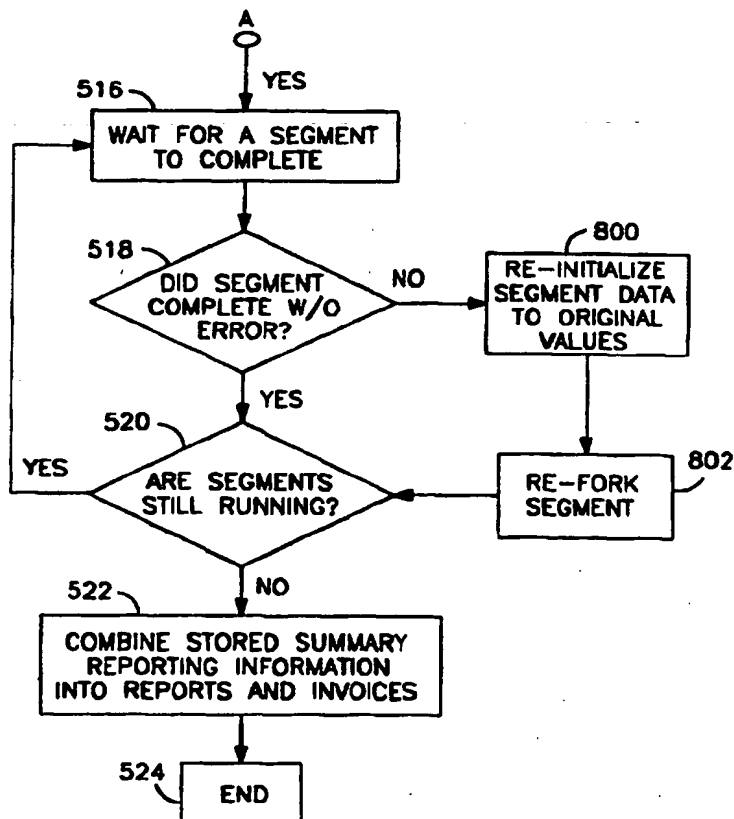 A
YES
516
WAIT FOR A SEGMENT
TO COMPLETE
518
DID SEGMENT
COMPLETE W/O
ERROR?
NO
800
RE-INITIALIZE
SEGMENT DATA
TO ORIGINAL
VALUES
YES
520
ARE SEGMENTS
STILL RUNNING?
YES
RE-FORK
SEGMENT
802
NO
522
COMBINE STORED SUMMARY
REPORTING INFORMATION
INTO REPORTS AND INVOICES
524
END